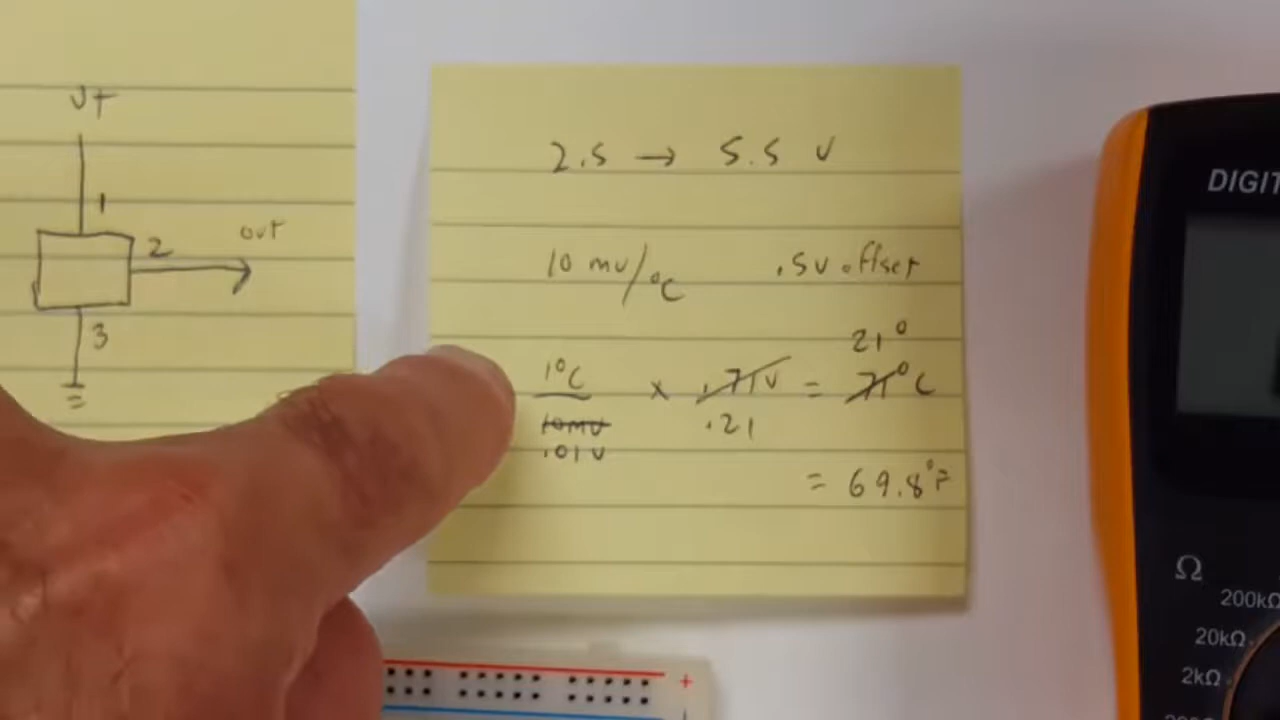 V+
1
2
out
3
2.5 → 5.5 V
10 mV/°C .5V offset
21°
1°C × .71V = 71°C
10mV .21
.01V
= 69.8°F
DIGIT
Ω
200kΩ
20kΩ
2kΩ
+